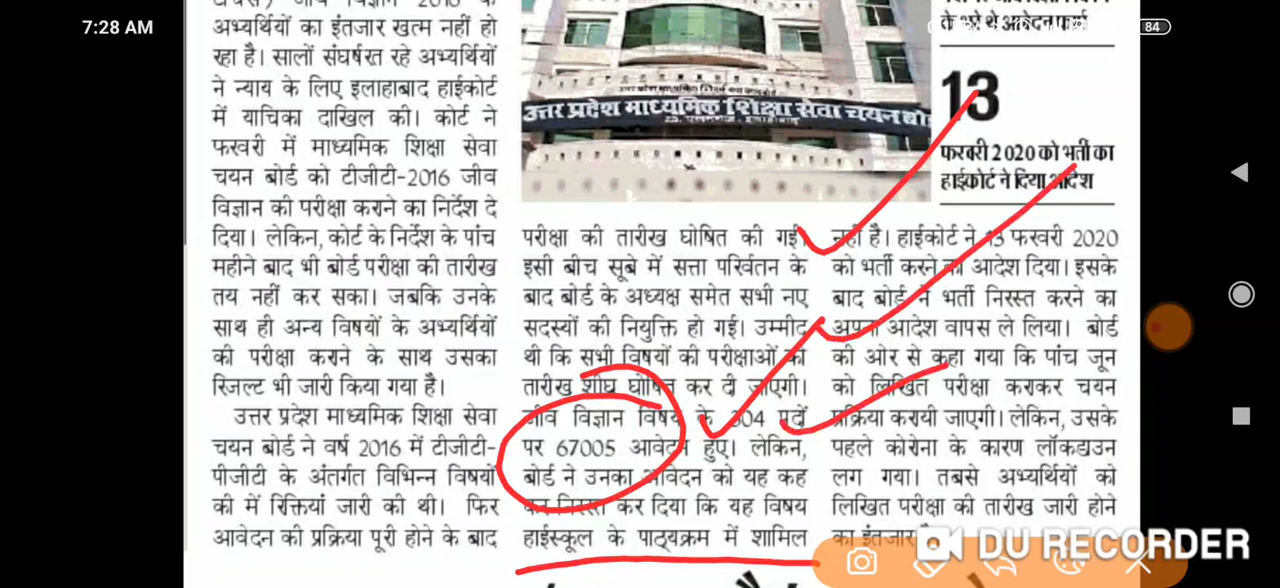 7:28 AM
84
अभ्यर्थियों का इंतजार खत्म नहीं हो
रहा है। सालों संघर्षरत रहे अभ्यर्थियों
ने न्याय के लिए इलाहाबाद हाईकोर्ट
में याचिका दाखिल की। कोर्ट ने
फरवरी में माध्यमिक शिक्षा सेवा
चयन बोर्ड को टीजीटी-2016 जीव
विज्ञान की परीक्षा कराने का निर्देश दे
दिया। लेकिन, कोर्ट के निर्देश के पांच
महीने बाद भी बोर्ड परीक्षा की तारीख
तय नहीं कर सका। जबकि उनके
साथ ही अन्य विषयों के अभ्यर्थियों
की परीक्षा कराने के साथ उसका
रिजल्ट भी जारी किया गया है।
उत्तर प्रदेश माध्यमिक शिक्षा सेवा
चयन बोर्ड ने वर्ष 2016 में टीजीटी-
पीजीटी के अंतर्गत विभिन्न विषयों
की में रिक्तियां जारी की थी। फिर
आवेदन की प्रक्रिया पूरी होने के बाद
उत्तर प्रदेश माध्यमिक शिक्षा सेवा चयन बोर्ड
परीक्षा की तारीख घोषित की गई।
इसी बीच सूबे में सत्ता परिर्वतन के
बाद बोर्ड के अध्यक्ष समेत सभी नए
सदस्यों की नियुक्ति हो गई। उम्मीद
थी कि सभी विषयों की परीक्षाओं की
तारीख शीघ्र घोषित कर दी जाएगी।
जीव विज्ञान विषय के 304 पदों
पर 67005 आवेदन हुए। लेकिन,
बोर्ड ने उनका आवेदन को यह कह
कर निरस्त कर दिया कि यह विषय
हाईस्कूल के पाठ्यक्रम में शामिल
13
फरवरी 2020 को भर्ती का
हाईकोर्ट ने दिया आदेश
नहीं है। हाईकोर्ट ने 13 फरवरी 2020
को भर्ती करने का आदेश दिया। इसके
बाद बोर्ड ने भर्ती निरस्त करने का
अपना आदेश वापस ले लिया। बोर्ड
की ओर से कहा गया कि पांच जून
को लिखित परीक्षा कराकर चयन
प्रक्रिया करायी जाएगी। लेकिन, उसके
पहले कोरोना के कारण लॉकडाउन
लग गया। तबसे अभ्यर्थियों को
लिखित परीक्षा की तारीख जारी होने
का इंतजार
DU RECORDER